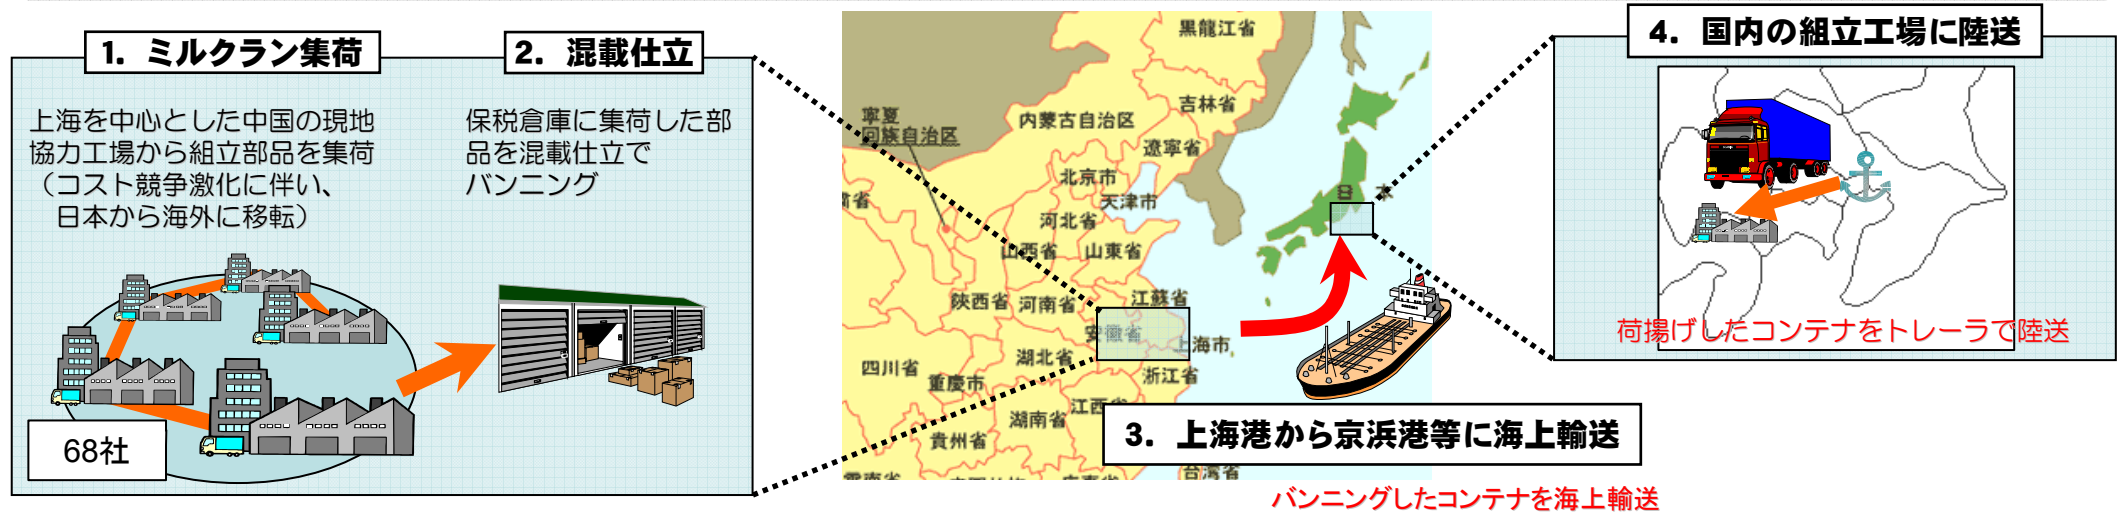 1．ミルクラン集荷
上海を中心とした中国の現地
協力工場から組立部品を集荷
（コスト競争激化に伴い、
日本から海外に移転）
68社
2．混載仕立
保税倉庫に集荷した部
品を混載仕立で
バンニング
黒龍江省
吉林省
寧夏
回族自治区
内蒙古自治区
遼寧省
北京市
天津市
河北省
山西省
山東省
陝西省
河南省
江蘇省
安徽省
上海市
湖北省
四川省
重慶市
浙江省
湖南省
江西
貴州省
台湾省
日本
3．上海港から京浜港等に海上輸送
バンニングしたコンテナを海上輸送
4．国内の組立工場に陸送
荷揚げしたコンテナをトレーラで陸送